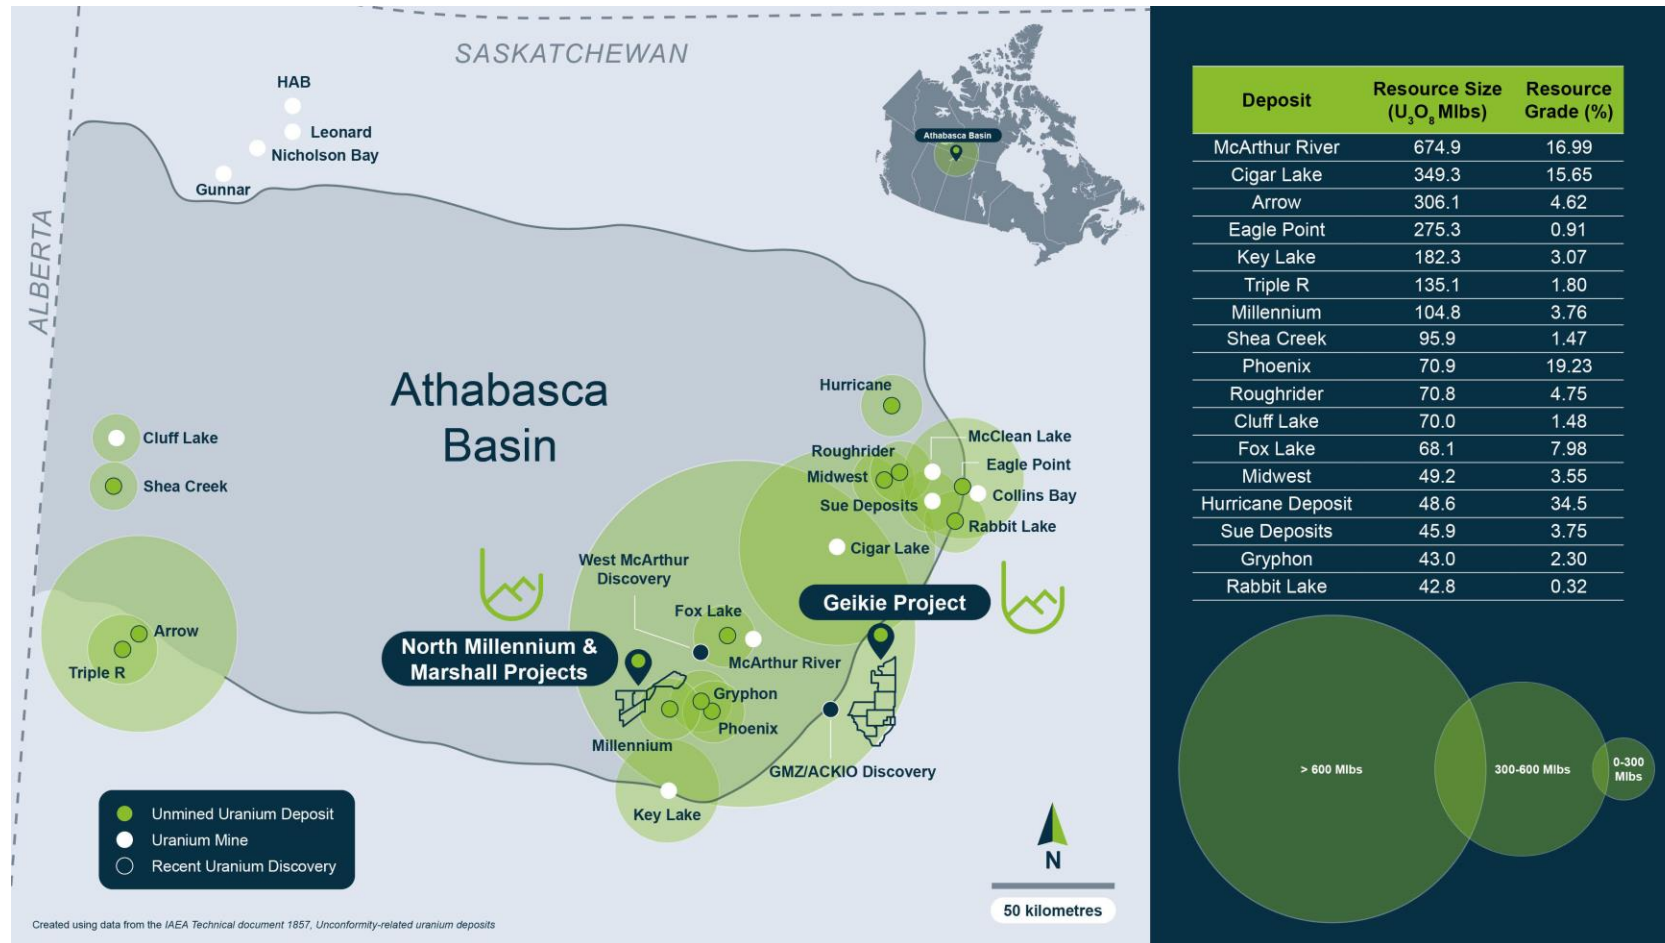 SASKATCHEWAN
ALBERTA
HAB
Leonard
Nicholson Bay
Gunnar
Athabasca Basin
Athabasca
Basin
Hurricane
Cluff Lake
Shea Creek
McClean Lake
Roughrider
Eagle Point
Midwest
Collins Bay
Sue Deposits
Rabbit Lake
Cigar Lake
West McArthur
Discovery
Geikie Project
Fox Lake
Arrow
North Millennium &
Marshall Projects
McArthur River
Triple R
Gryphon
Phoenix
Millennium
GMZ/ACKIO Discovery
Key Lake
Unmined Uranium Deposit
Uranium Mine
Recent Uranium Discovery
N
50 kilometres
Created using data from the IAEA Technical document 1857, Unconformity-related uranium deposits
Deposit Resource Size (U₃O₈ Mlbs) Resource Grade (%)
McArthur River 674.9 16.99
Cigar Lake 349.3 15.65
Arrow 306.1 4.62
Eagle Point 275.3 0.91
Key Lake 182.3 3.07
Triple R 135.1 1.80
Millennium 104.8 3.76
Shea Creek 95.9 1.47
Phoenix 70.9 19.23
Roughrider 70.8 4.75
Cluff Lake 70.0 1.48
Fox Lake 68.1 7.98
Midwest 49.2 3.55
Hurricane Deposit 48.6 34.5
Sue Deposits 45.9 3.75
Gryphon 43.0 2.30
Rabbit Lake 42.8 0.32
> 600 Mlbs
300-600 Mlbs
0-300
Mlbs